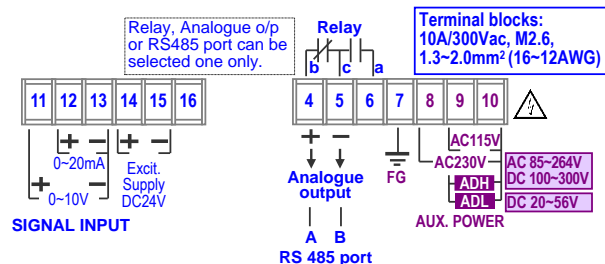 Relay, Analogue o/p
or RS485 port can be
selected one only.
Relay
b c a
Terminal blocks:
10A/300Vac, M2.6,
1.3~2.0mm² (16~12AWG)
11 12 13 14 15 16
4 5 6 7 8 9 10
+ − + −
0~20mA
+ −
0~10V
Excit.
Supply
DC24V
SIGNAL INPUT
+ −
Analogue
output
A B
RS 485 port
FG
AC115V
AC230V
AC 85~264V
DC 100~300V
ADH
ADL
DC 20~56V
AUX. POWER